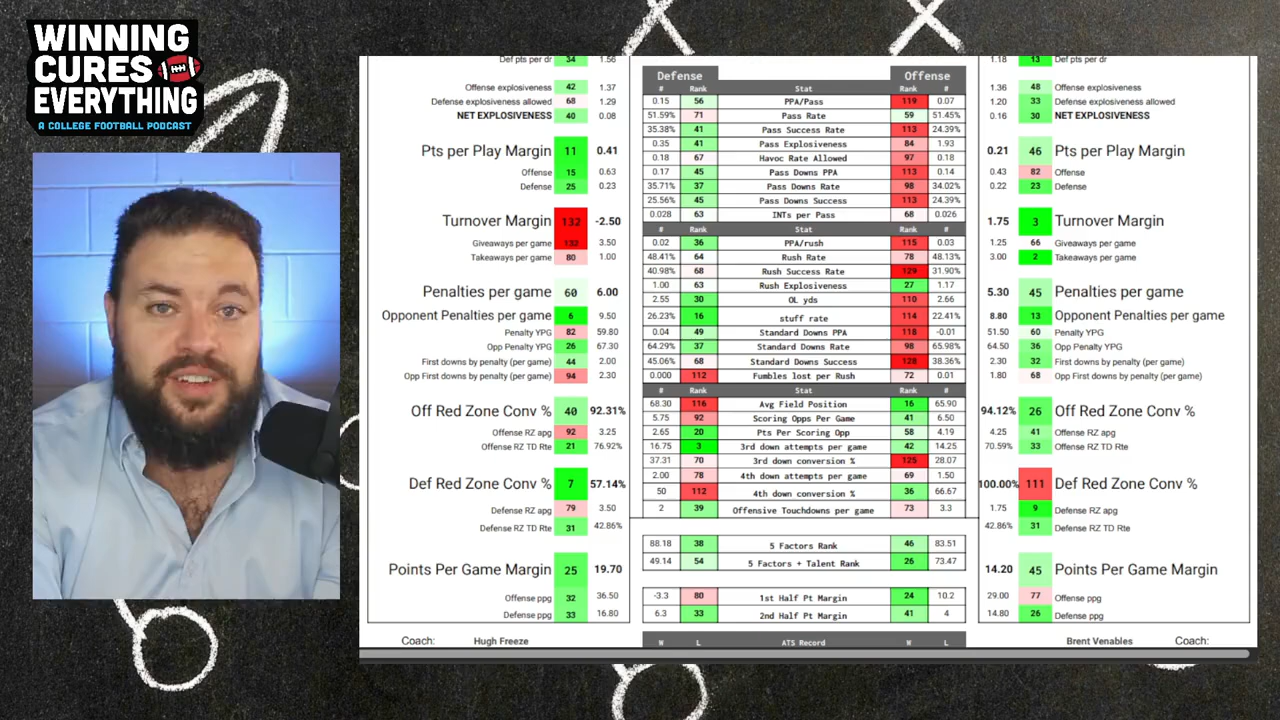 WINNING
CURES
EVERYTHING
A COLLEGE FOOTBALL PODCAST
Def pts per dr 34 1.56
Offense explosiveness 42 1.37
Defense explosiveness allowed 68 1.29
NET EXPLOSIVENESS 40 0.08
Pts per Play Margin 11 0.41
Offense 15 0.63
Defense 25 0.23
Turnover Margin 132 -2.50
Giveaways per game 132 3.50
Takeaways per game 80 1.00
Penalties per game 60 6.00
Opponent Penalties per game 6 9.50
Penalty YPG 82 59.80
Opp Penalty YPG 26 67.30
First downs by penalty (per game) 44 2.00
Opp First downs by penalty (per game) 94 2.30
Off Red Zone Conv % 40 92.31%
Offense RZ apg 92 3.25
Offense RZ TD Rte 21 76.92%
Def Red Zone Conv % 7 57.14%
Defense RZ apg 79 3.50
Defense RZ TD Rte 31 42.86%
Points Per Game Margin 25 19.70
Offense ppg 32 36.50
Defense ppg 33 16.80
Coach: Hugh Freeze
Defense Offense
# Rank Stat Rank #
0.15 56 PPA/Pass 119 0.07
51.59% 71 Pass Rate 59 51.45%
35.38% 41 Pass Success Rate 113 24.39%
0.35 41 Pass Explosiveness 84 1.93
0.18 67 Havoc Rate Allowed 97 0.18
0.17 45 Pass Downs PPA 113 0.14
35.71% 37 Pass Downs Rate 98 34.02%
25.56% 45 Pass Downs Success 113 24.39%
0.028 63 INTs per Pass 68 0.026
# Rank Stat Rank #
0.02 36 PPA/rush 115 0.03
48.41% 64 Rush Rate 78 48.13%
40.98% 68 Rush Success Rate 129 31.90%
1.00 63 Rush Explosiveness 27 1.17
2.55 30 OL yds 110 2.66
26.23% 16 stuff rate 114 22.41%
0.04 49 Standard Downs PPA 118 -0.01
64.29% 37 Standard Downs Rate 98 65.98%
45.06% 68 Standard Downs Success 128 38.36%
0.000 112 Fumbles lost per Rush 72 0.01
# Rank Stat Rank #
68.30 116 Avg Field Position 16 65.90
5.75 92 Scoring Opps Per Game 41 6.50
2.65 20 Pts Per Scoring Opp 58 4.19
16.75 3 3rd down attempts per game 42 14.25
37.31 70 3rd down conversion % 125 28.07
2.00 78 4th down attempts per game 69 1.50
50 112 4th down conversion % 36 66.67
2 39 Offensive Touchdowns per game 73 3.3
88.18 38 5 Factors Rank 46 83.51
49.14 54 5 Factors + Talent Rank 26 73.47
-3.3 80 1st Half Pt Margin 24 10.2
6.3 33 2nd Half Pt Margin 41 4
W L ATS Record W L
1.18 13 Def pts per dr
1.36 48 Offense explosiveness
1.20 33 Defense explosiveness allowed
0.16 30 NET EXPLOSIVENESS
0.21 46 Pts per Play Margin
0.43 82 Offense
0.22 23 Defense
1.75 3 Turnover Margin
1.25 66 Giveaways per game
3.00 2 Takeaways per game
5.30 45 Penalties per game
8.80 13 Opponent Penalties per game
51.50 60 Penalty YPG
64.50 36 Opp Penalty YPG
2.30 32 First downs by penalty (per game)
1.80 68 Opp First downs by penalty (per game)
94.12% 26 Off Red Zone Conv %
4.25 41 Offense RZ apg
70.59% 33 Offense RZ TD Rte
100.00% 111 Def Red Zone Conv %
1.75 9 Defense RZ apg
42.86% 31 Defense RZ TD Rte
14.20 45 Points Per Game Margin
29.00 77 Offense ppg
14.80 26 Defense ppg
Brent Venables Coach: